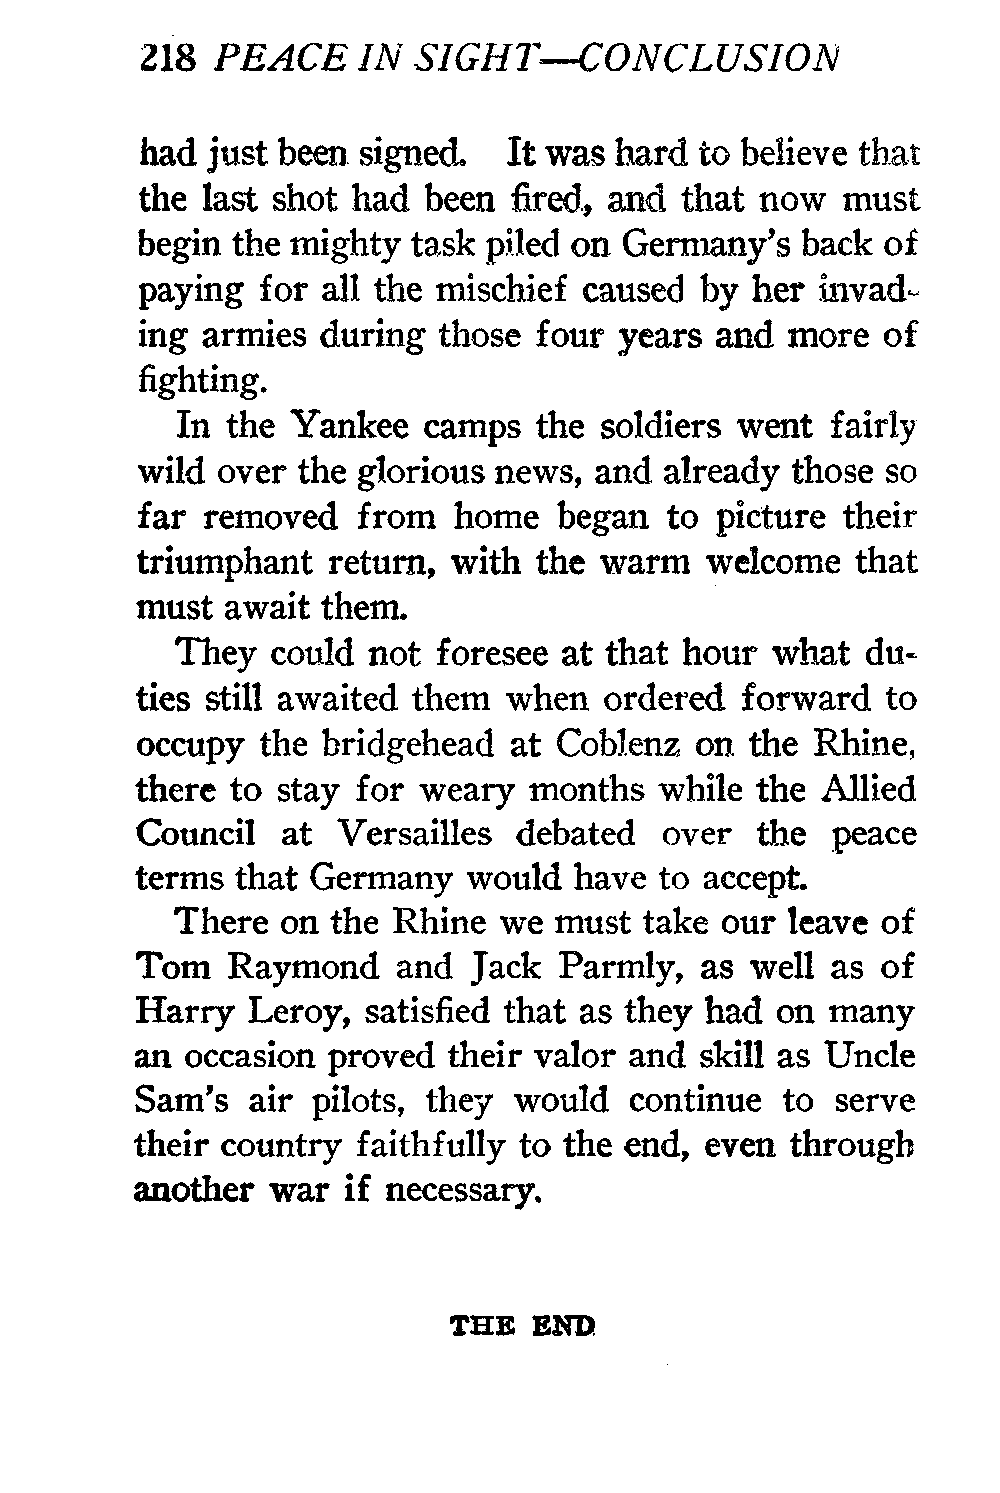 218 PEACE IN SIGHT—CONCLUSION
had just been signed. It was hard to believe that
the last shot had been fired, and that now must
begin the mighty task piled on Germany's back of
paying for all the mischief caused by her invad-
ing armies during those four years and more of
fighting.
In the Yankee camps the soldiers went fairly
wild over the glorious news, and already those so
far removed from home began to picture their
triumphant return, with the warm welcome that
must await them.
They could not foresee at that hour what du-
ties still awaited them when ordered forward to
occupy the bridgehead at Coblenz on the Rhine,
there to stay for weary months while the Allied
Council at Versailles debated over the peace
terms that Germany would have to accept.
There on the Rhine we must take our leave of
Tom Raymond and Jack Parmly, as well as of
Harry Leroy, satisfied that as they had on many
an occasion proved their valor and skill as Uncle
Sam's air pilots, they would continue to serve
their country faithfully to the end, even through
another war if necessary.
THE END